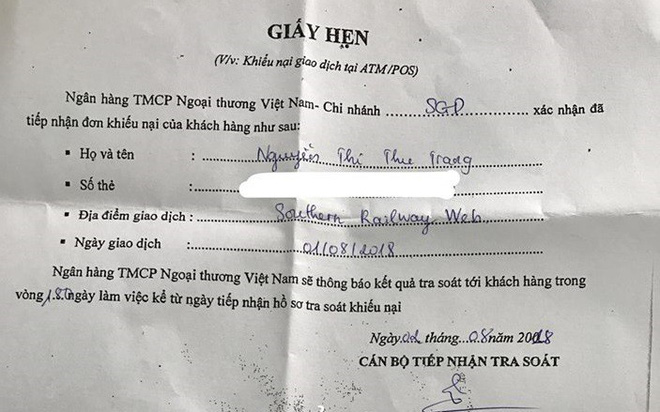 GIẤY HẸN
(V/v: Khiếu nại giao dịch tại ATM/POS)
Ngân hàng TMCP Ngoại thương Việt Nam- Chi nhánh ........SGD........ xác nhận đã
tiếp nhận đơn khiếu nại của khách hàng như sau:
▪ Họ và tên : Nguyễn Thị Thu Trang
▪ Số thẻ :
▪ Địa điểm giao dịch : Southern Railway Web
▪ Ngày giao dịch : 01/08/2018
Ngân hàng TMCP Ngoại thương Việt Nam sẽ thông báo kết quả tra soát tới khách hàng trong
vòng ngày làm việc kể từ ngày tiếp nhận hồ sơ tra soát khiếu nại
Ngày tháng...08năm
CÁN BỘ TIẾP NHẬN TRA SOÁT